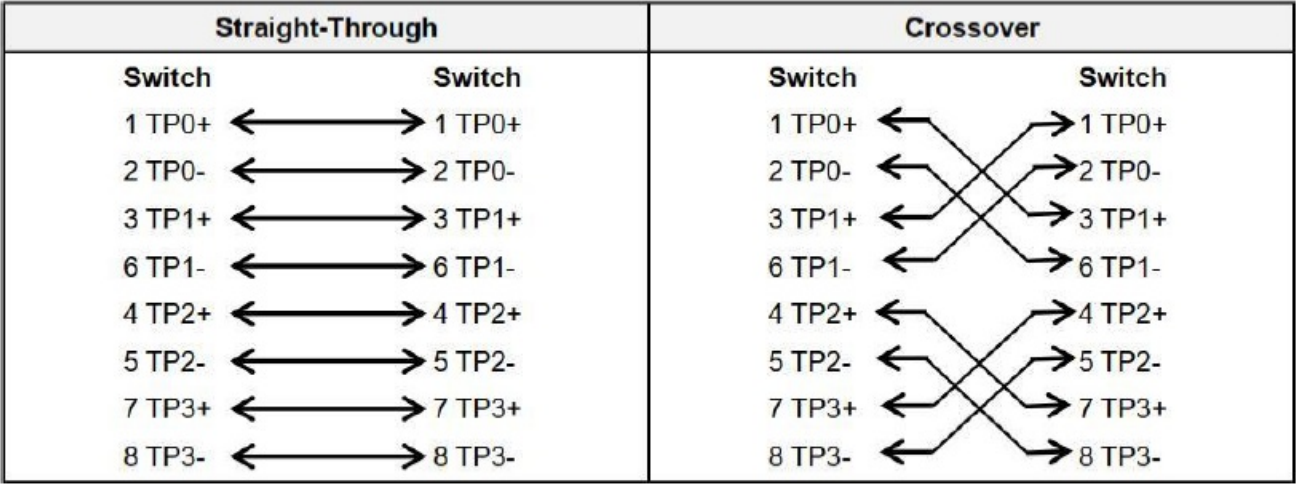 Straight-Through Crossover
Switch Switch Switch Switch
1 TP0+ 1 TP0+ 1 TP0+ 1 TP0+
2 TP0- 2 TP0- 2 TP0- 2 TP0-
3 TP1+ 3 TP1+ 3 TP1+ 3 TP1+
6 TP1- 6 TP1- 6 TP1- 6 TP1-
4 TP2+ 4 TP2+ 4 TP2+ 4 TP2+
5 TP2- 5 TP2- 5 TP2- 5 TP2-
7 TP3+ 7 TP3+ 7 TP3+ 7 TP3+
8 TP3- 8 TP3- 8 TP3- 8 TP3-